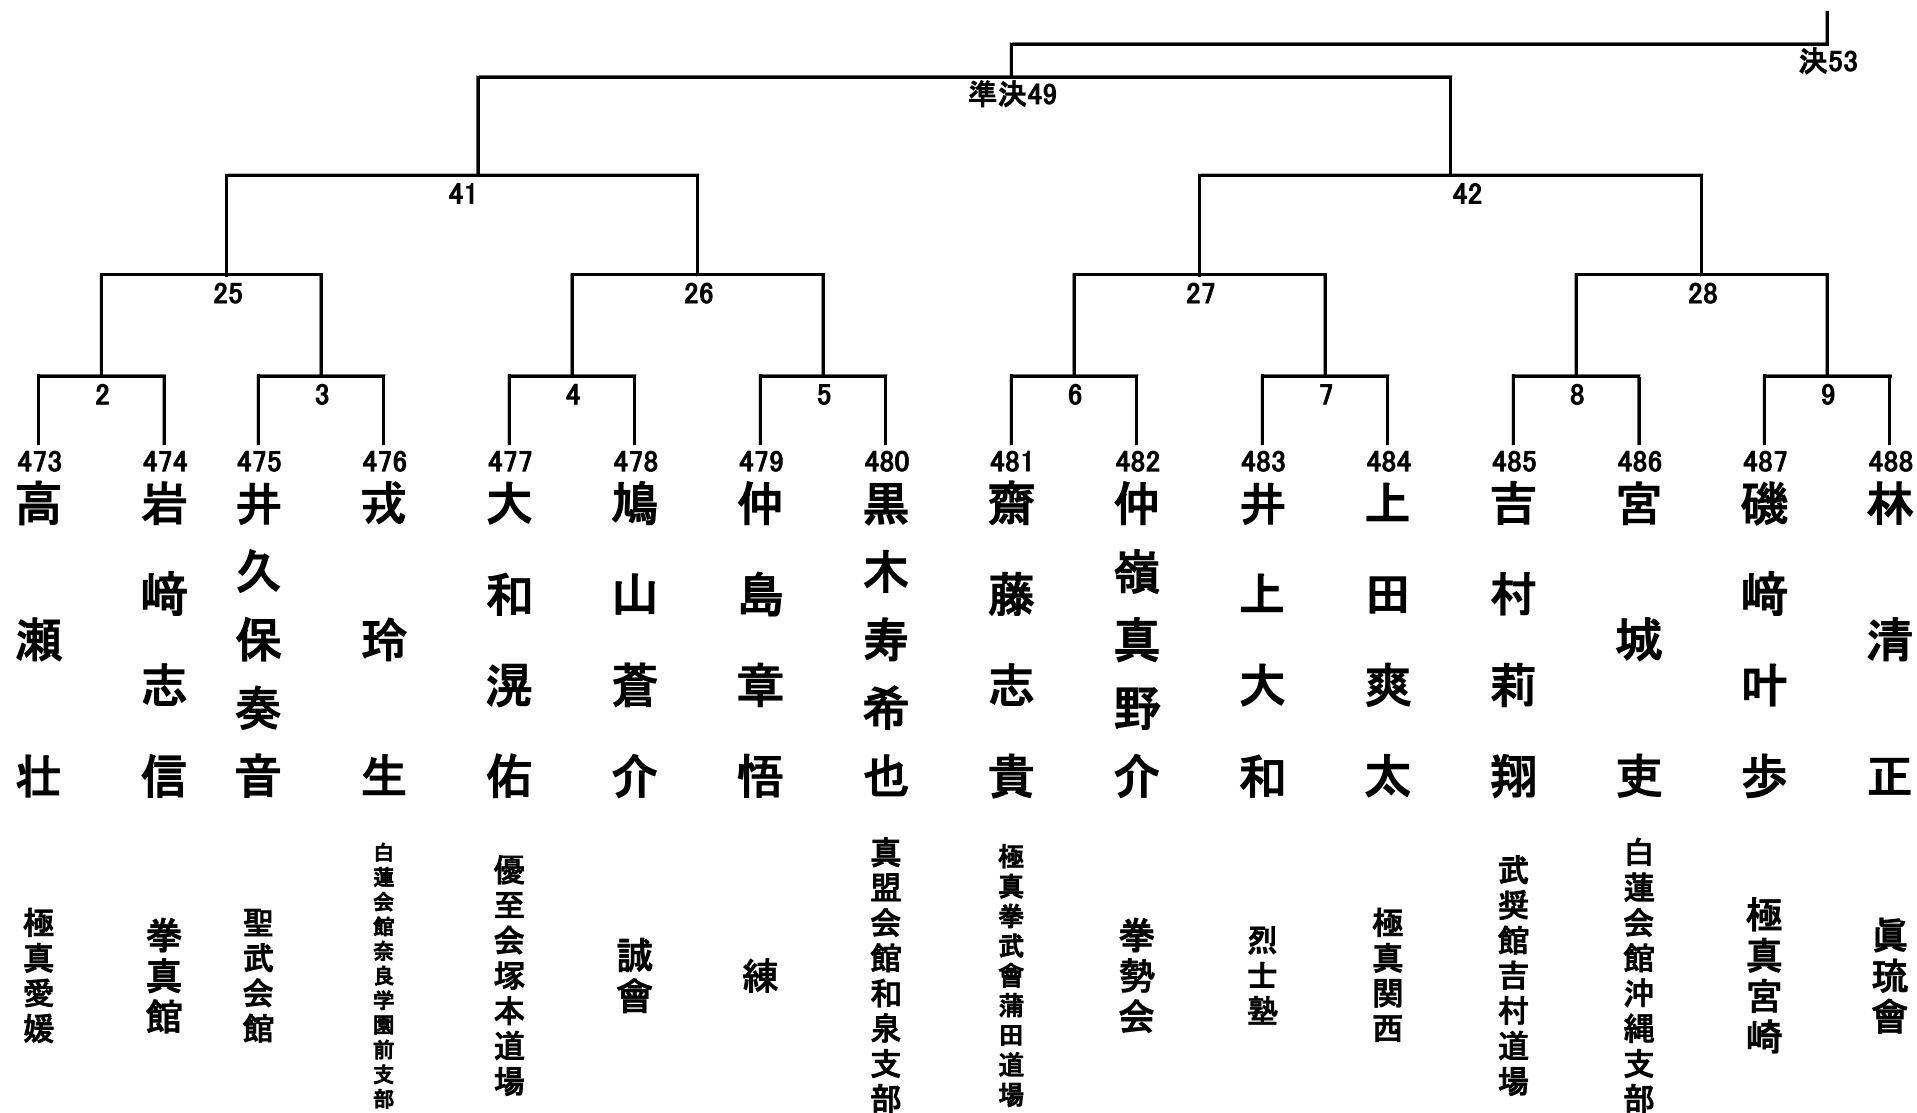 決53
準決49
41
42
25
26
27
28
2
3
4
5
6
7
8
9
473
474
475
476
477
478
479
480
481
482
483
484
485
486
487
488
高瀬壮
岩﨑志信
井久保奏音
戎玲生
大和滉佑
鳩山蒼介
仲島章悟
黒木寿希也
齋藤志貴
仲嶺真野介
井上大和
上田爽太
吉村莉翔
宮城吏
磯﨑叶歩
林清正
極真愛媛
拳真館
聖武会館
白蓮会館奈良学園前支部
優至会塚本道場
誠會
練
真盟会館和泉支部
極真拳武會蒲田道場
拳勢会
烈士塾
極真関西
武奨館吉村道場
白蓮会館沖縄支部
極真宮崎
眞琉會